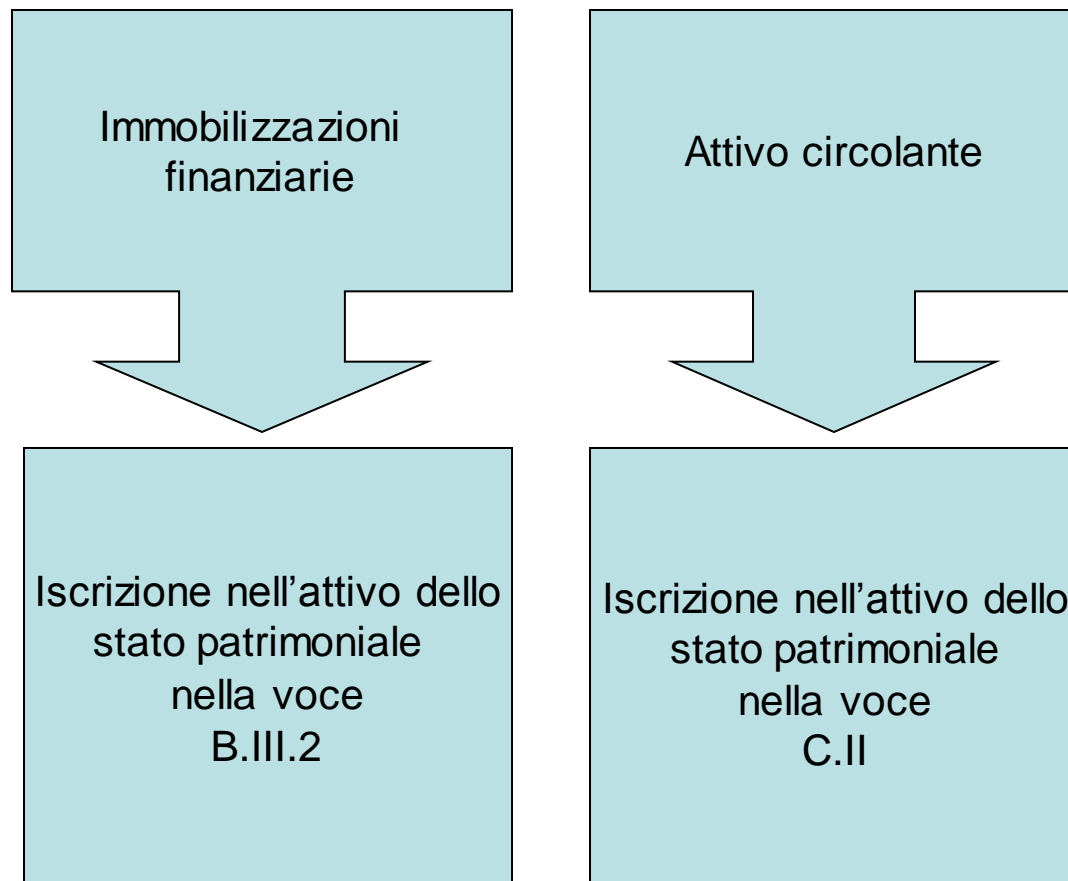 Immobilizzazioni
finanziarie
Attivo circolante
Iscrizione nell’attivo dello
stato patrimoniale
nella voce
B.III.2
Iscrizione nell’attivo dello
stato patrimoniale
nella voce
C.II